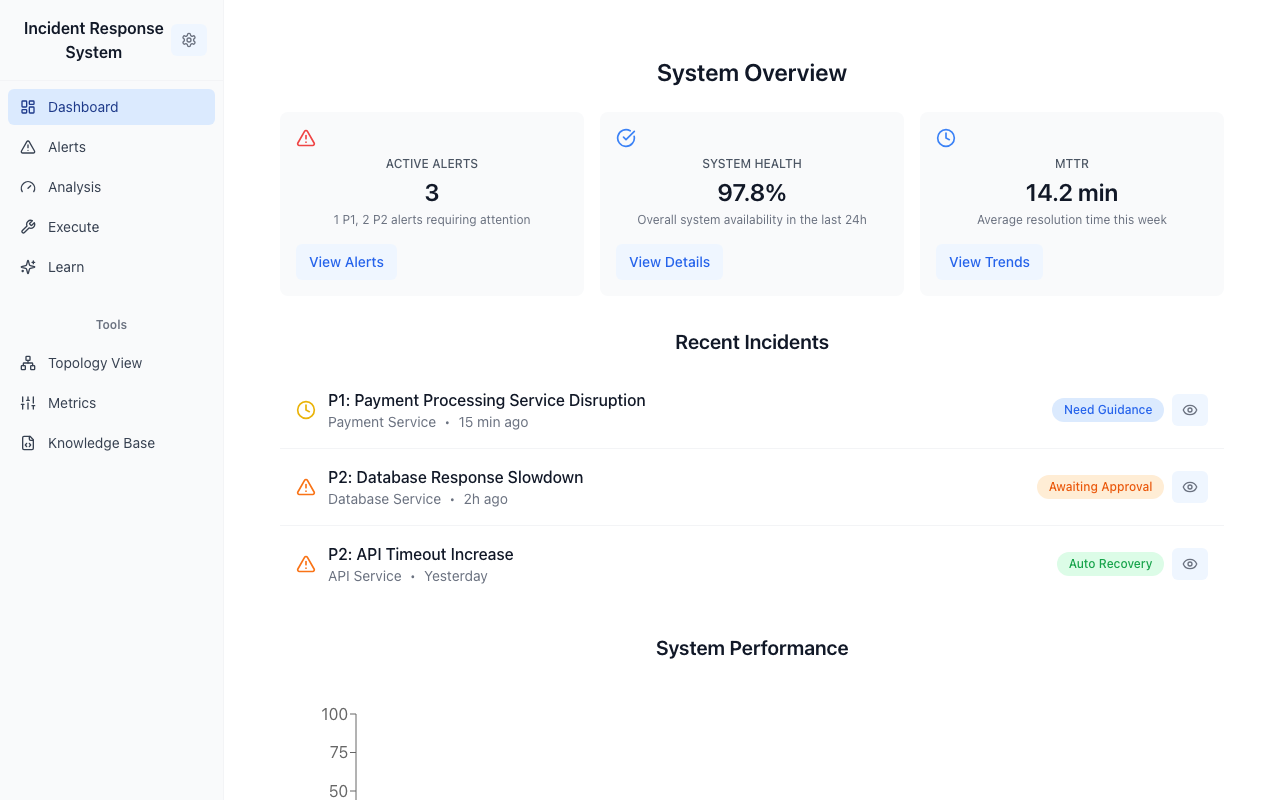 Incident Response
System
Dashboard
Alerts
Analysis
Execute
Learn
Tools
Topology View
Metrics
Knowledge Base
System Overview
ACTIVE ALERTS
3
1 P1, 2 P2 alerts requiring attention
View Alerts
SYSTEM HEALTH
97.8%
Overall system availability in the last 24h
View Details
MTTR
14.2 min
Average resolution time this week
View Trends
Recent Incidents
P1: Payment Processing Service Disruption
Payment Service • 15 min ago
Need Guidance
P2: Database Response Slowdown
Database Service • 2h ago
Awaiting Approval
P2: API Timeout Increase
API Service • Yesterday
Auto Recovery
System Performance
100
75
50